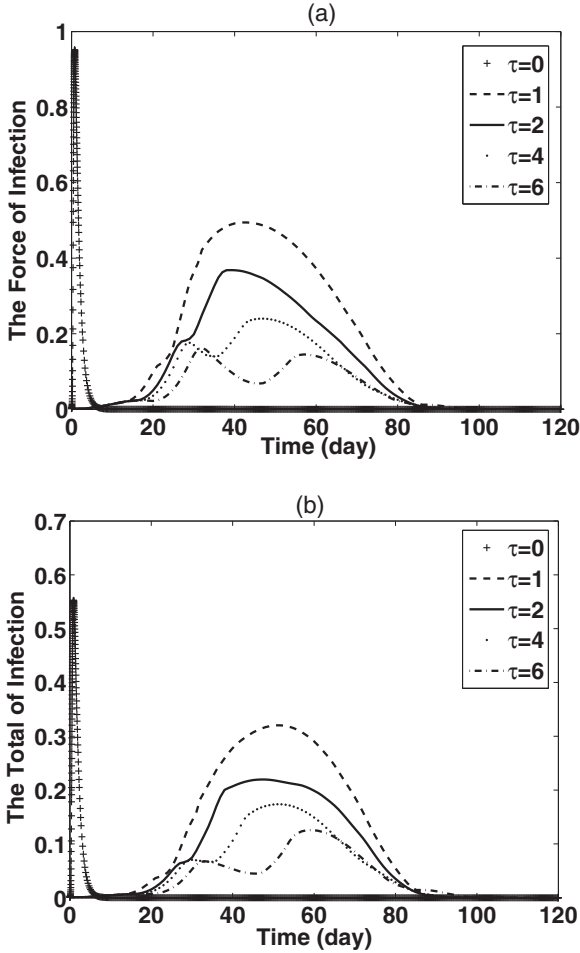 (a)
The Force of Infection
1
0.8
0.6
0.4
0.2
0
0
20
40
60
80
100
120
Time (day)
τ=0
τ=1
τ=2
τ=4
τ=6
(b)
The Total of Infection
0.7
0.6
0.5
0.4
0.3
0.2
0.1
0
0
20
40
60
80
100
120
Time (day)
τ=0
τ=1
τ=2
τ=4
τ=6